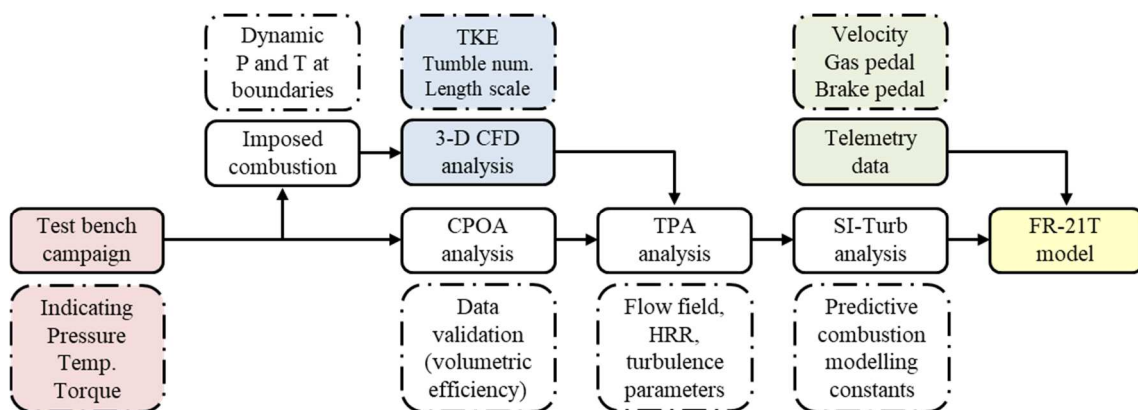 Dynamic
P and T at
boundaries
TKE
Tumble num.
Length scale
Velocity
Gas pedal
Brake pedal
Imposed
combustion
3-D CFD
analysis
Telemetry
data
Test bench
campaign
CPOA
analysis
TPA
analysis
SI-Turb
analysis
FR-21T
model
Indicating
Pressure
Temp.
Torque
Data
validation
(volumetric
efficiency)
Flow field,
HRR,
turbulence
parameters
Predictive
combustion
modelling
constants